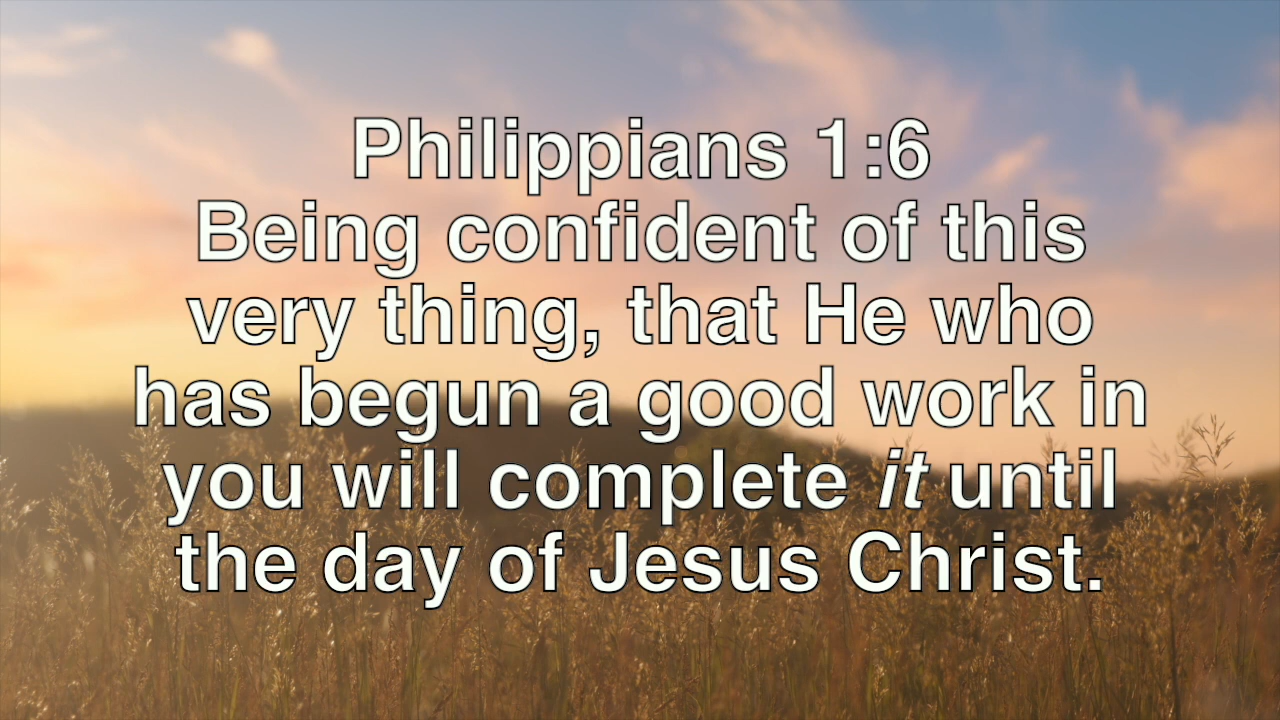 Philippians 1:6
Being confident of this
very thing, that He who
has begun a good work in
you will complete it until
the day of Jesus Christ.